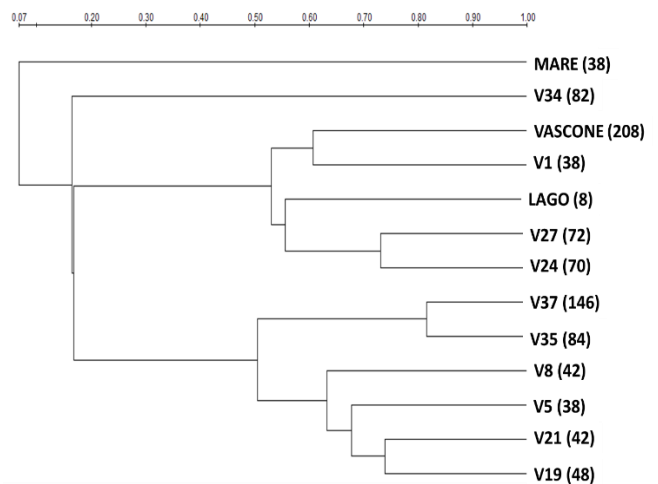 0.07 0.20 0.30 0.40 0.50 0.60 0.70 0.80 0.90 1.00
MARE (38)
V34 (82)
VASCONE (208)
V1 (38)
LAGO (8)
V27 (72)
V24 (70)
V37 (146)
V35 (84)
V8 (42)
V5 (38)
V21 (42)
V19 (48)